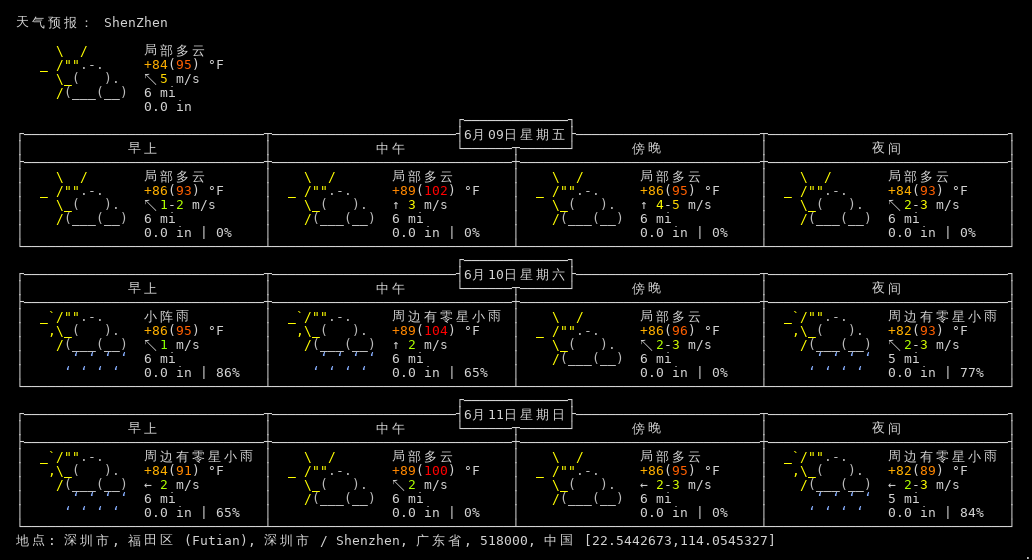 天气预报： ShenZhen
局部多云
+84(95) °F
↖ 5 m/s
6 mi
0.0 in
6月09日星期五
早上 中午 傍晚 夜间
局部多云 局部多云 局部多云 局部多云
+86(93) °F +89(102) °F +86(95) °F +84(93) °F
↖ 1-2 m/s ↑ 3 m/s ↑ 4-5 m/s ↖ 2-3 m/s
6 mi 6 mi 6 mi 6 mi
0.0 in | 0% 0.0 in | 0% 0.0 in | 0% 0.0 in | 0%
6月10日星期六
早上 中午 傍晚 夜间
小阵雨 周边有零星小雨 局部多云 周边有零星小雨
+86(95) °F +89(104) °F +86(96) °F +82(93) °F
↖ 1 m/s ↑ 2 m/s ↖ 2-3 m/s ↖ 2-3 m/s
6 mi 6 mi 6 mi 5 mi
0.0 in | 86% 0.0 in | 65% 0.0 in | 0% 0.0 in | 77%
6月11日星期日
早上 中午 傍晚 夜间
周边有零星小雨 局部多云 局部多云 周边有零星小雨
+84(91) °F +89(100) °F +86(95) °F +82(89) °F
← 2 m/s ↖ 2 m/s ← 2-3 m/s ← 2-3 m/s
6 mi 6 mi 6 mi 5 mi
0.0 in | 65% 0.0 in | 0% 0.0 in | 0% 0.0 in | 84%
地点: 深圳市, 福田区 (Futian), 深圳市 / Shenzhen, 广东省, 518000, 中国 [22.5442673,114.0545327]